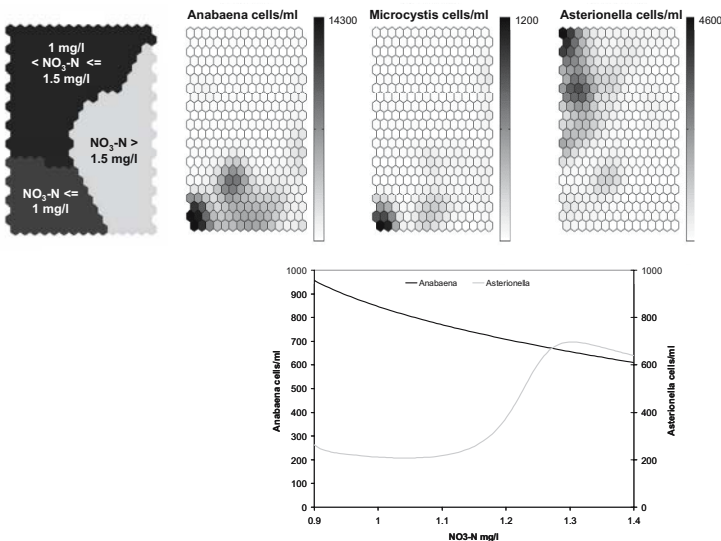 Anabaena cells/ml
Microcystis cells/ml
Asterionella cells/ml
14300
1200
4600
1 mg/l
< NO3-N <=
1.5 mg/l
NO3-N >
1.5 mg/l
NO3-N <=
1 mg/l
1000
900
800
700
600
500
400
300
200
100
0
Anabaena cells/ml
Anabaena
Asterionella
1000
800
600
400
200
0
Asterionella cells/ml
0.9
1
1.1
1.2
1.3
1.4
NO3-N mg/l